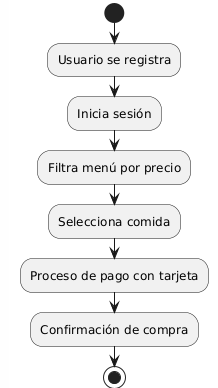 Usuario se registra
Inicia sesión
Filtra menú por precio
Selecciona comida
Proceso de pago con tarjeta
Confirmación de compra